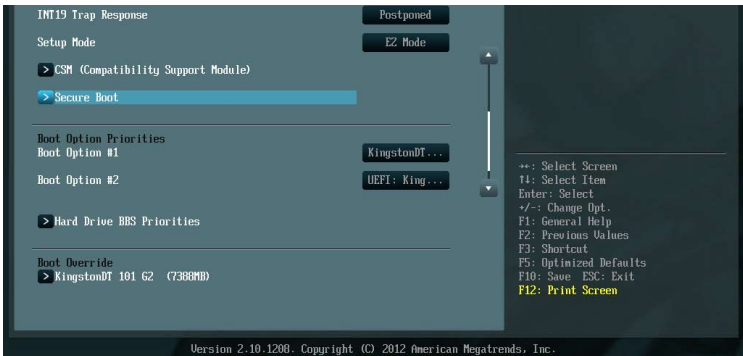 INT19 Trap Response Postponed
Setup Mode EZ Mode
> CSM (Compatibility Support Module)
> Secure Boot
Boot Option Priorities
Boot Option #1 KingstonDT...
Boot Option #2 UEFI: King...
> Hard Drive BBS Priorities
Boot Override
> KingstonDT 101 G2 (7388MB)
→←: Select Screen
↑↓: Select Item
Enter: Select
+/-: Change Opt.
F1: General Help
F2: Previous Values
F3: Shortcut
F5: Optimized Defaults
F10: Save ESC: Exit
F12: Print Screen
Version 2.10.1208. Copyright (C) 2012 American Megatrends, Inc.